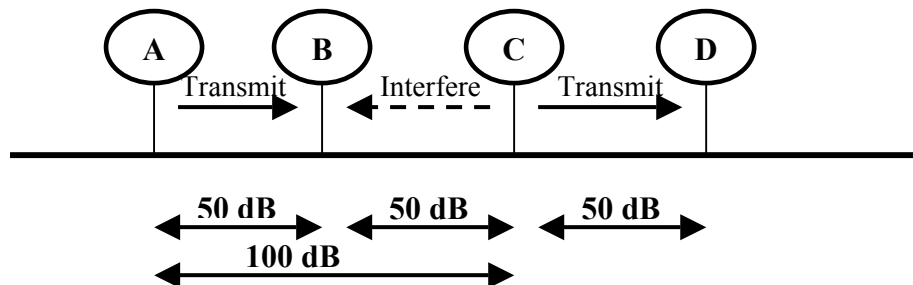 A B C D
Transmit Interfere Transmit
50 dB 50 dB 50 dB
100 dB